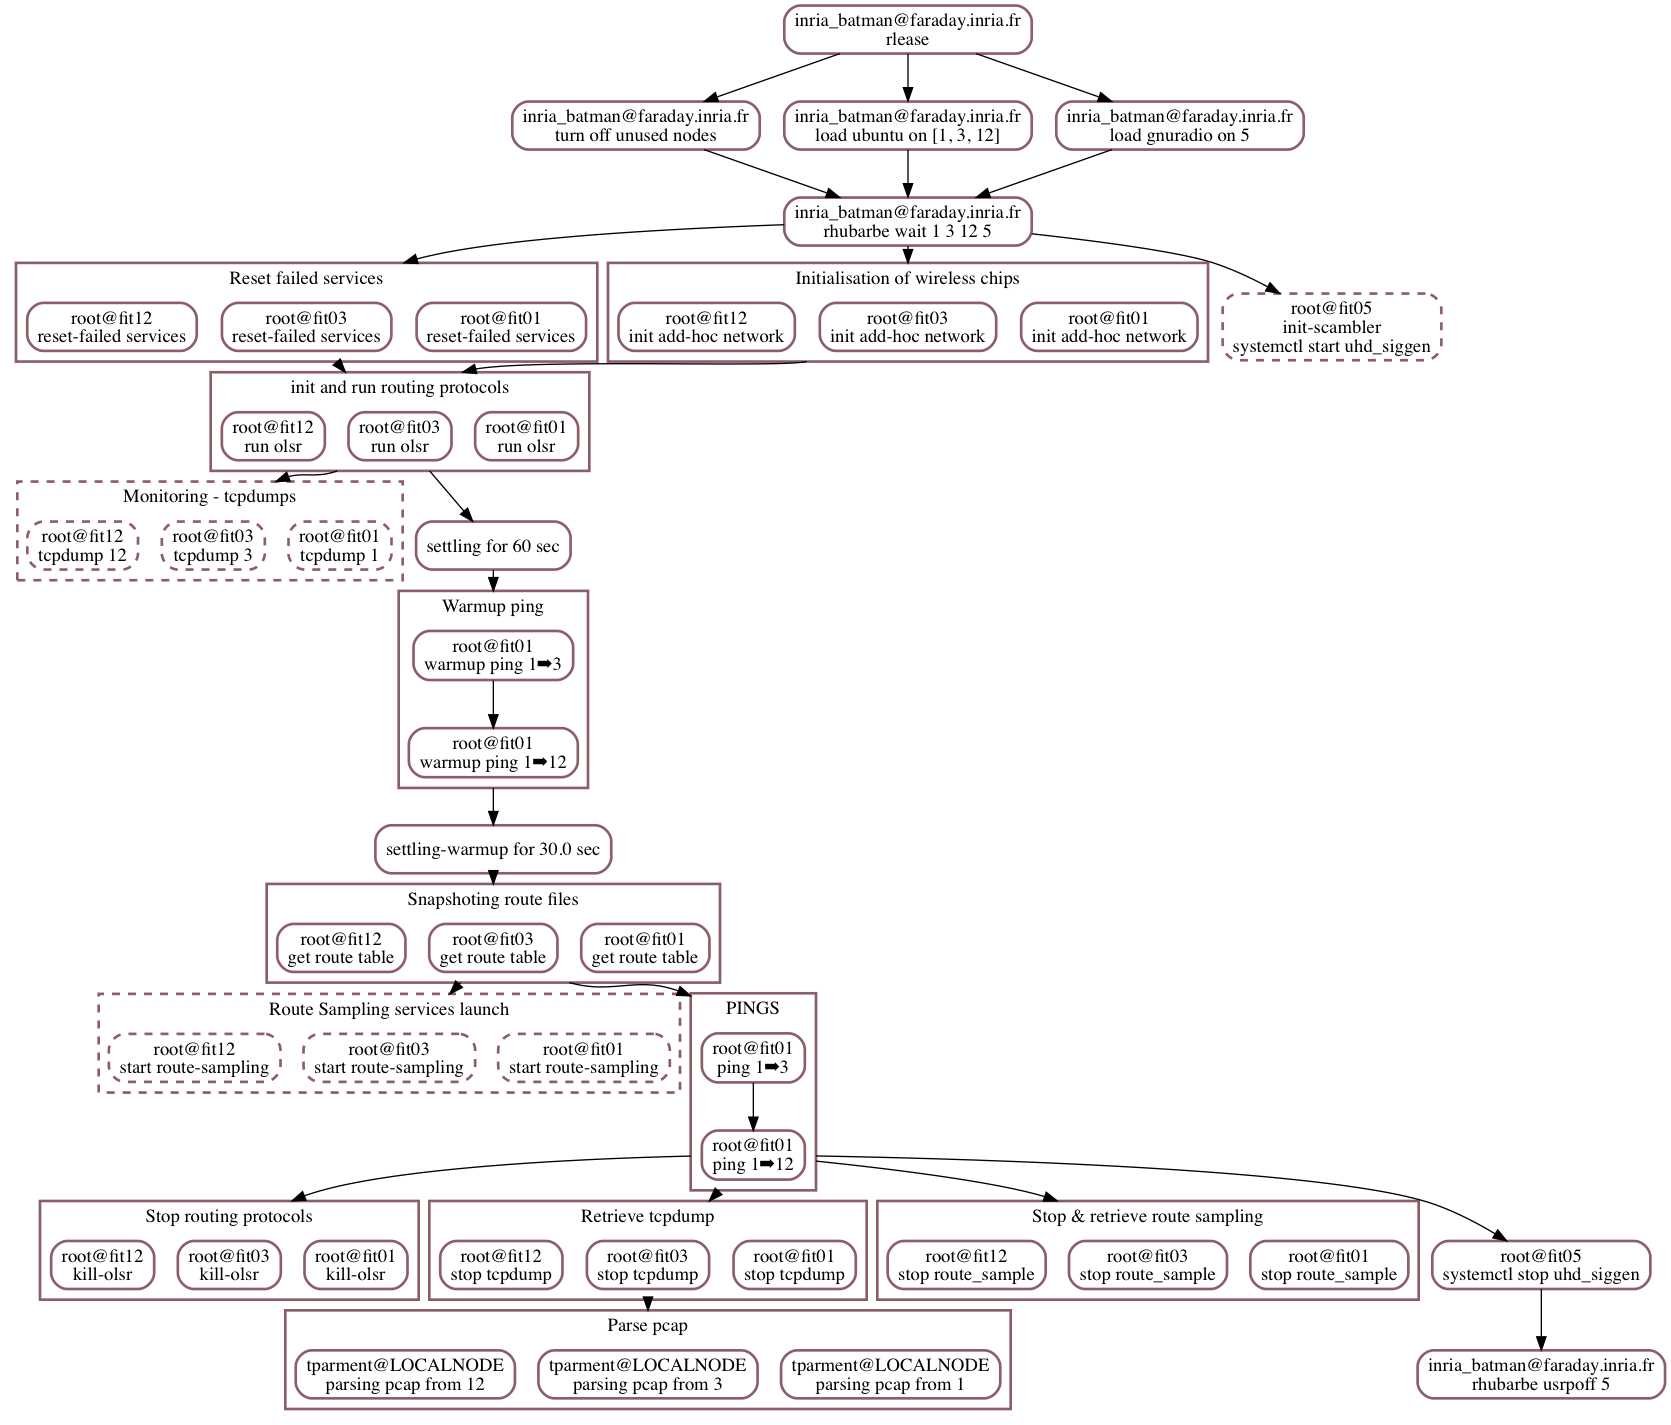 inria_batman@faraday.inria.fr
rlease
inria_batman@faraday.inria.fr
turn off unused nodes
inria_batman@faraday.inria.fr
load ubuntu on [1, 3, 12]
inria_batman@faraday.inria.fr
load gnuradio on 5
inria_batman@faraday.inria.fr
rhubarbe wait 1 3 12 5
Reset failed services
root@fit12
reset-failed services
root@fit03
reset-failed services
root@fit01
reset-failed services
Initialisation of wireless chips
root@fit12
init add-hoc network
root@fit03
init add-hoc network
root@fit01
init add-hoc network
root@fit05
init-scambler
systemctl start uhd_siggen
init and run routing protocols
root@fit12
run olsr
root@fit03
run olsr
root@fit01
run olsr
Monitoring - tcpdumps
root@fit12
tcpdump 12
root@fit03
tcpdump 3
root@fit01
tcpdump 1
settling for 60 sec
Warmup ping
root@fit01
warmup ping 1➡3
root@fit01
warmup ping 1➡12
settling-warmup for 30.0 sec
Snapshoting route files
root@fit12
get route table
root@fit03
get route table
root@fit01
get route table
Route Sampling services launch
root@fit12
start route-sampling
root@fit03
start route-sampling
root@fit01
start route-sampling
PINGS
root@fit01
ping 1➡3
root@fit01
ping 1➡12
Stop routing protocols
root@fit12
kill-olsr
root@fit03
kill-olsr
root@fit01
kill-olsr
Retrieve tcpdump
root@fit12
stop tcpdump
root@fit03
stop tcpdump
root@fit01
stop tcpdump
Stop & retrieve route sampling
root@fit12
stop route_sample
root@fit03
stop route_sample
root@fit01
stop route_sample
root@fit05
systemctl stop uhd_siggen
Parse pcap
tparment@LOCALNODE
parsing pcap from 12
tparment@LOCALNODE
parsing pcap from 3
tparment@LOCALNODE
parsing pcap from 1
inria_batman@faraday.inria.fr
rhubarbe usrpoff 5